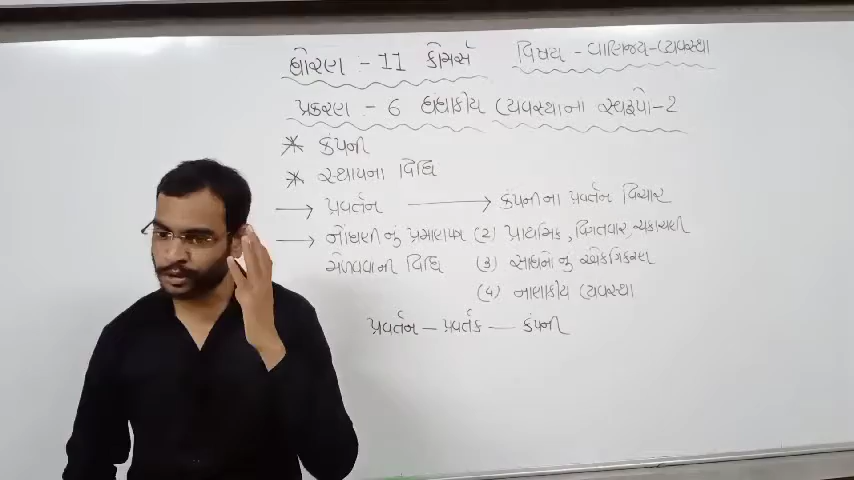 ધોરણ - 11 કોમર્સ વિષય - વાણિજ્ય-વ્યવસ્થા
પ્રકરણ - 6 ધંધાકીય વ્યવસ્થાના સ્વરૂપો-2
* કંપની
* સ્થાપના વિધિ
→ પ્રવર્તન → કંપનીના પ્રવર્તન વિચાર
→ નોંધણી નું પ્રમાણપત્ર (2) પ્રાથમિક, વિગતવાર ચકાસણી
મેળવવાની વિધિ (3) સાધનો નું એકત્રિકરણ
(4) નાણાકીય વ્યવસ્થા
પ્રવર્તન - પ્રવર્તક - કંપની